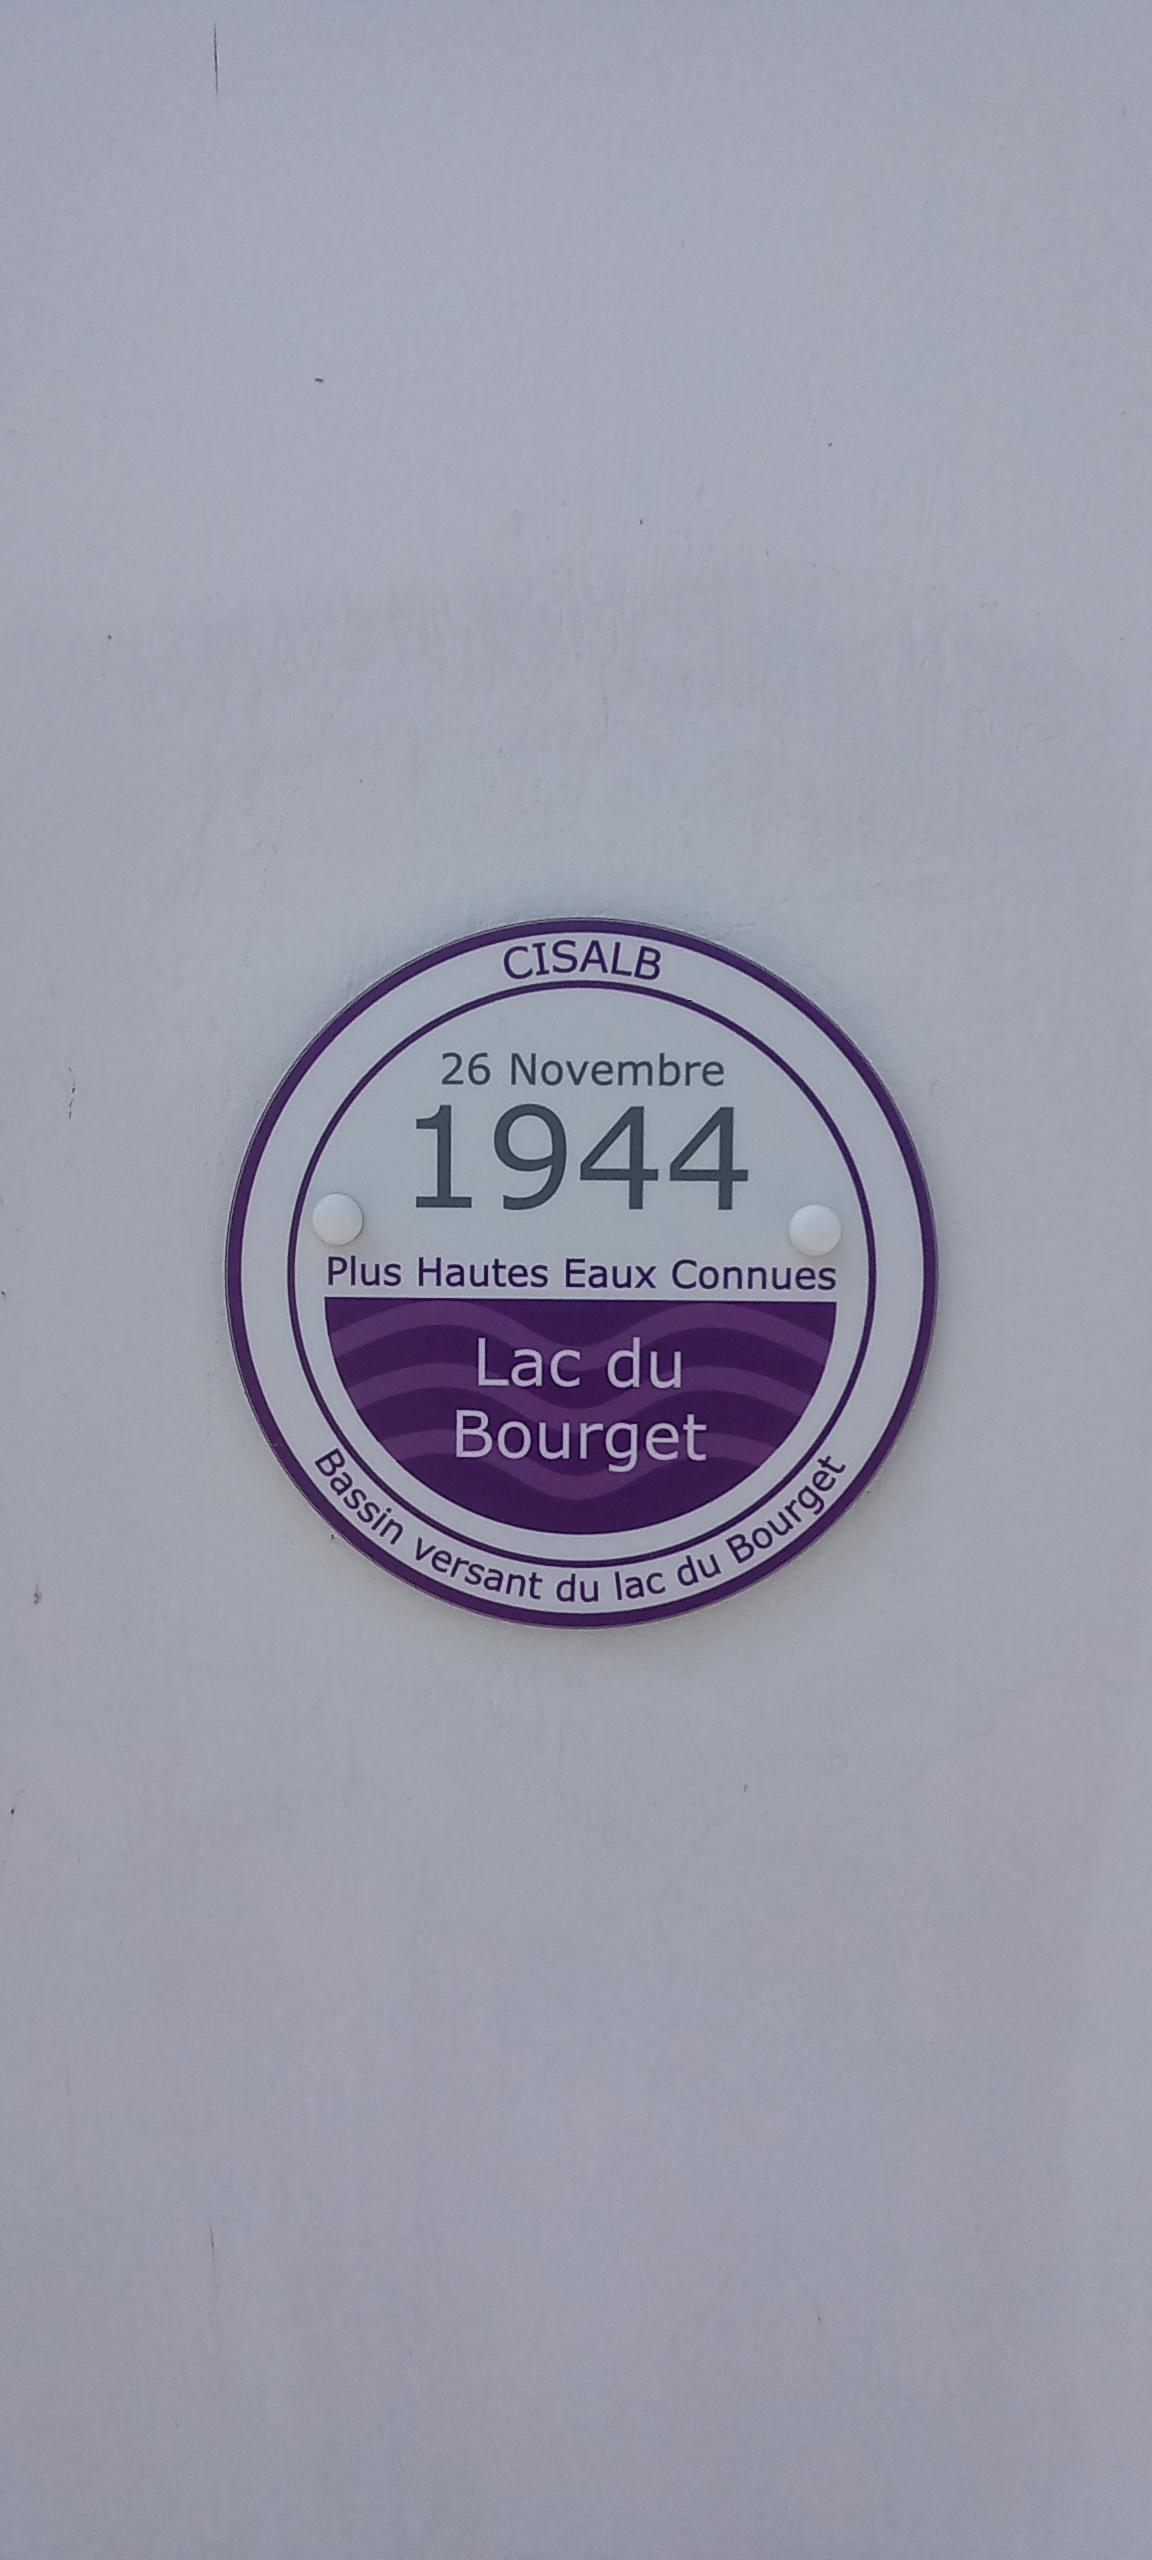 CISALB
26 Novembre
1944
Plus Hautes Eaux Connues
Lac du
Bourget
Bassin versant du lac du Bourget